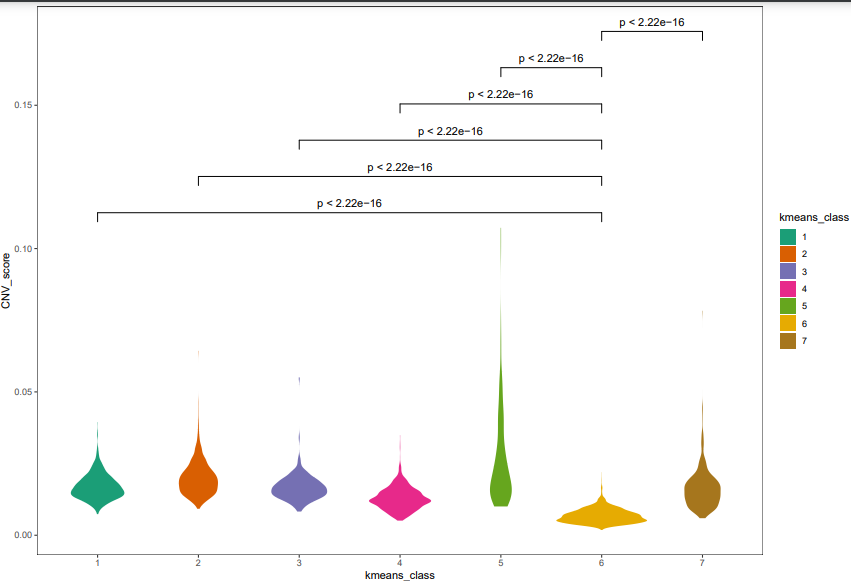 p < 2.22e−16
p < 2.22e−16
p < 2.22e−16
p < 2.22e−16
p < 2.22e−16
p < 2.22e−16
0.15
0.10
0.05
0.00
CNV_score
1 2 3 4 5 6 7
kmeans_class
kmeans_class
1
2
3
4
5
6
7